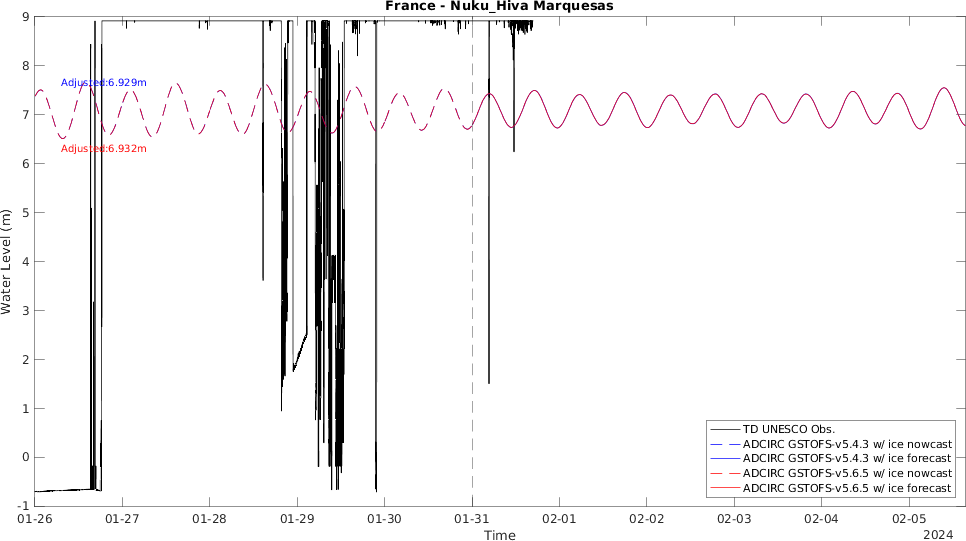 France - Nuku_Hiva Marquesas
9
8
7
6
5
4
3
2
1
0
-1
Water Level (m)
Adjusted:6.929m
Adjusted:6.932m
TD UNESCO Obs.
ADCIRC GSTOFS-v5.4.3 w/ ice nowcast
ADCIRC GSTOFS-v5.4.3 w/ ice forecast
ADCIRC GSTOFS-v5.6.5 w/ ice nowcast
ADCIRC GSTOFS-v5.6.5 w/ ice forecast
01-26 01-27 01-28 01-29 01-30 01-31 02-01 02-02 02-03 02-04 02-05
Time
2024